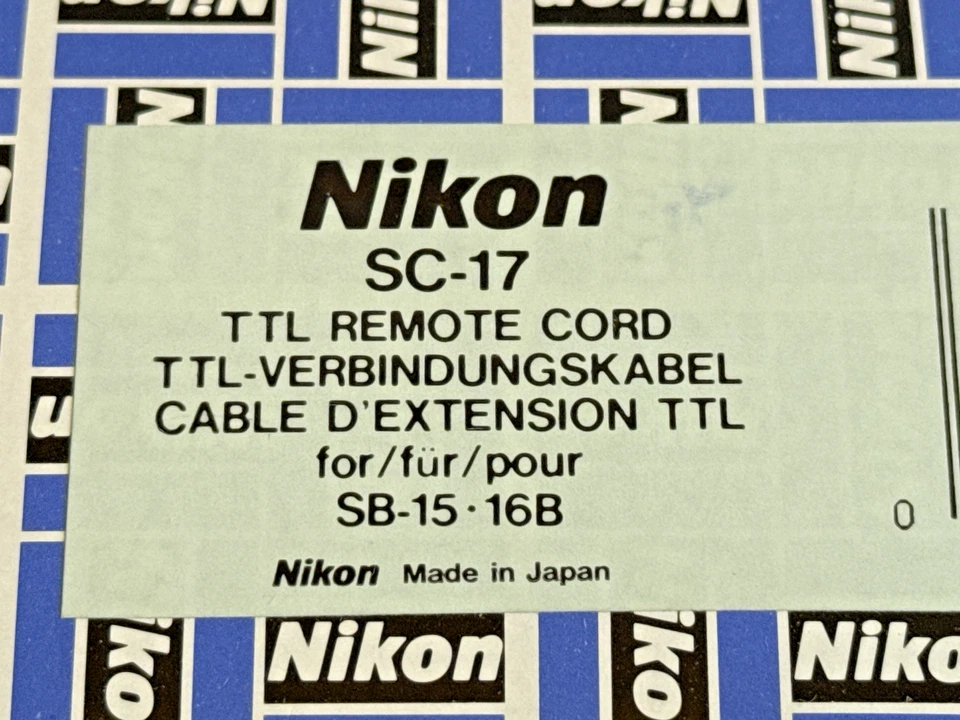 Nikon
SC-17
TTL REMOTE CORD
TTL-VERBINDUNGSKABEL
CABLE D'EXTENSION TTL
for/für/pour
SB-15·16B
0
Nikon Made in Japan
Nikon